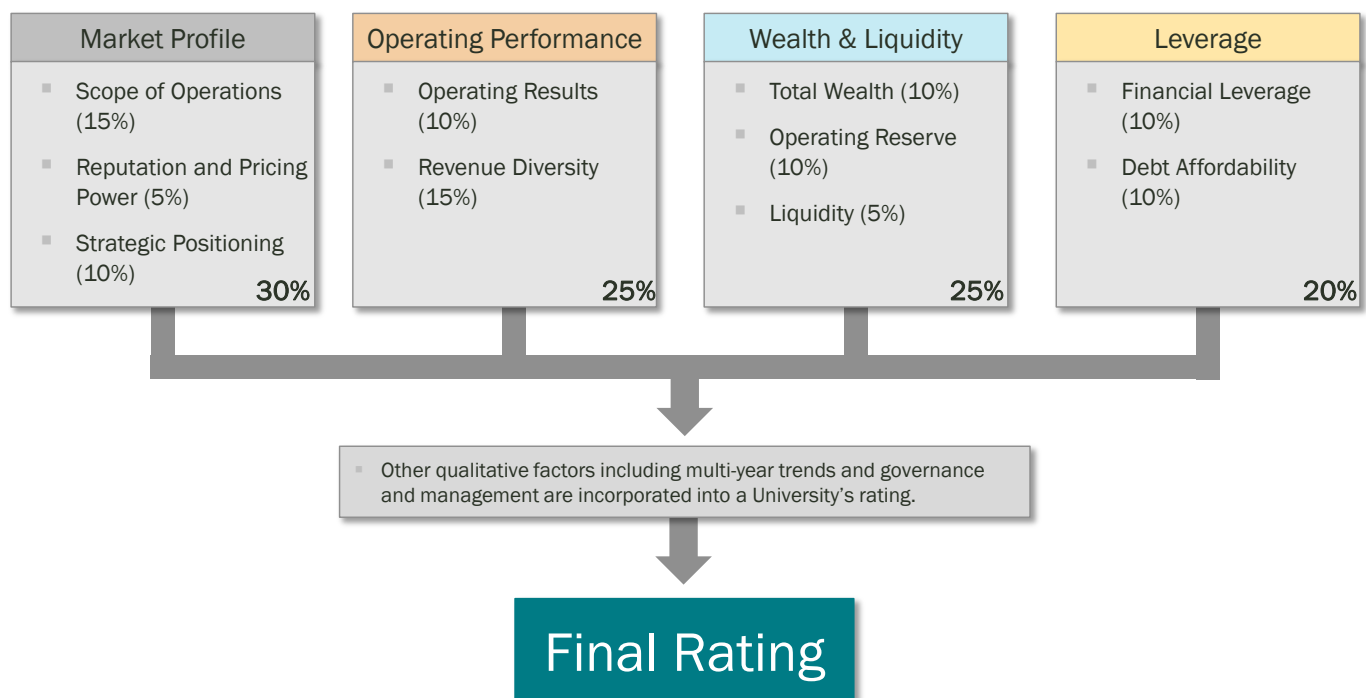 Market Profile
Scope of Operations
(15%)
Reputation and Pricing
Power (5%)
Strategic Positioning
(10%)
30%
Operating Performance
Operating Results
(10%)
Revenue Diversity
(15%)
25%
Wealth & Liquidity
Total Wealth (10%)
Operating Reserve
(10%)
Liquidity (5%)
25%
Leverage
Financial Leverage
(10%)
Debt Affordability
(10%)
20%
Other qualitative factors including multi-year trends and governance
and management are incorporated into a University's rating.
Final Rating